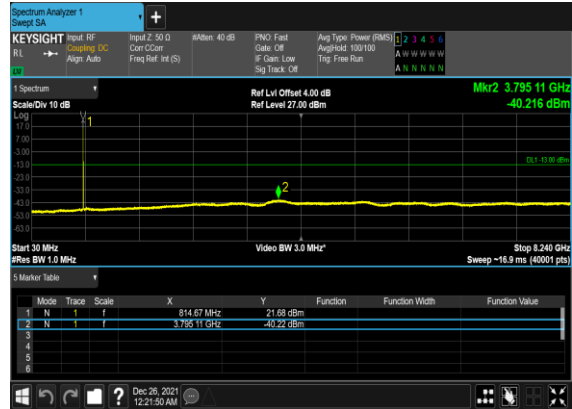 Spectrum Analyzer 1
Swept SA
+
KEYSIGHT Input: RF Input Z: 50 Ω #Atten: 40 dB PNO: Fast Avg Type: Power (RMS) 1 2 3 4 5 6
RL Coupling: DC Corr CCorr Gate: Off Avg|Hold: 100/100 A W W W W W
Align: Auto Freq Ref: Int (S) IF Gain: Low Trig: Free Run
Sig Track: Off A N N N N N
1 Spectrum Ref Lvl Offset 4.00 dB Mkr2 3.795 11 GHz
Scale/Div 10 dB Ref Level 27.00 dBm -40.216 dBm
Log
17.0
7.00
-3.00
-13.0
-23.0
-33.0
-43.0
-53.0
-63.0
1
DL1 -13.00 dBm
2
Start 30 MHz Video BW 3.0 MHz* Stop 8.240 GHz
#Res BW 1.0 MHz Sweep ~16.9 ms (40001 pts)
5 Marker Table
Mode Trace Scale X Y Function Function Width Function Value
1 N 1 f 814.67 MHz 21.68 dBm
2 N 1 f 3.795 11 GHz -40.22 dBm
3
4
5
6
? Dec 26, 2021
12:21:50 AM